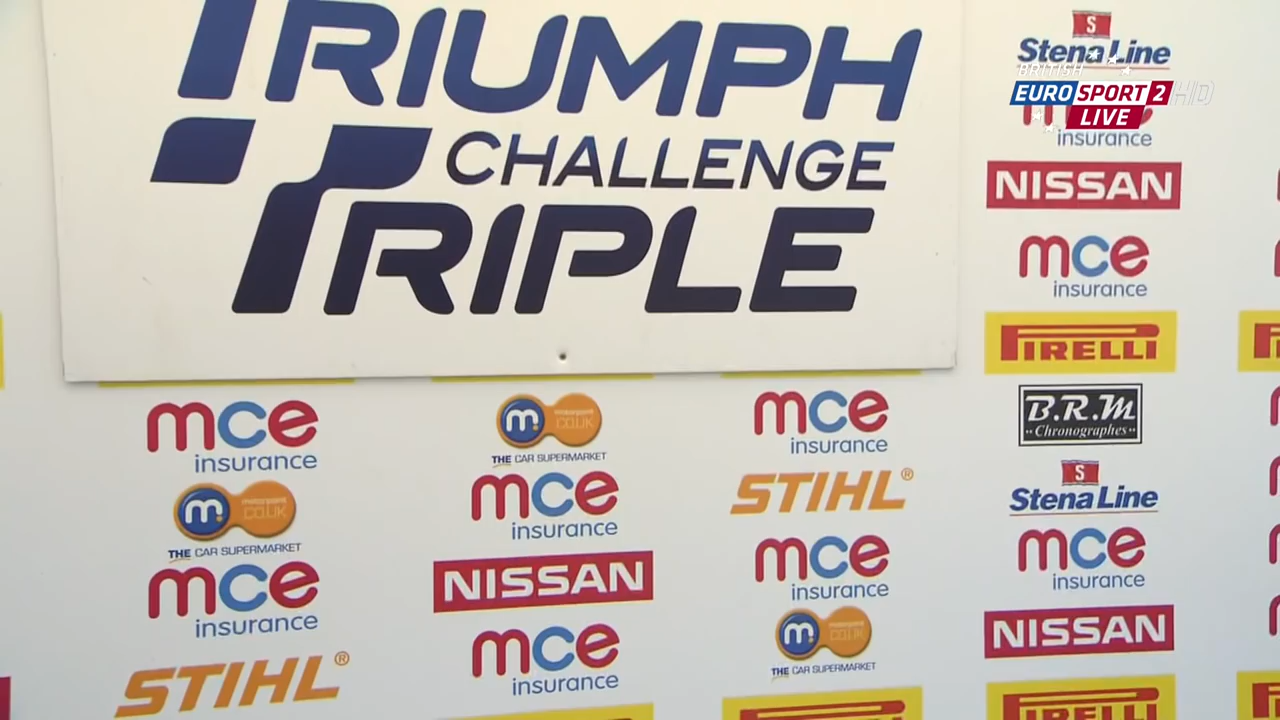 TRIUMPH
CHALLENGE
TRIPLE
Stena Line
BRITISH
EUROSPORT 2 HD
LIVE
mce
insurance
NISSAN
mce
insurance
PIRELLI
B.R.M
Chronographes
Stena Line
mce
insurance
NISSAN
PIRELLI
mce
insurance
m.
motorpoint
.co.uk
THE CAR SUPERMARKET
mce
insurance
STIHL®
m.
motorpoint
.co.uk
THE CAR SUPERMARKET
mce
insurance
NISSAN
mce
insurance
mce
insurance
STIHL®
mce
insurance
m.
motorpoint
.co.uk
THE CAR SUPERMARKET
PIRELLI